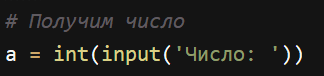 # Получим число
a = int(input('Число: '))